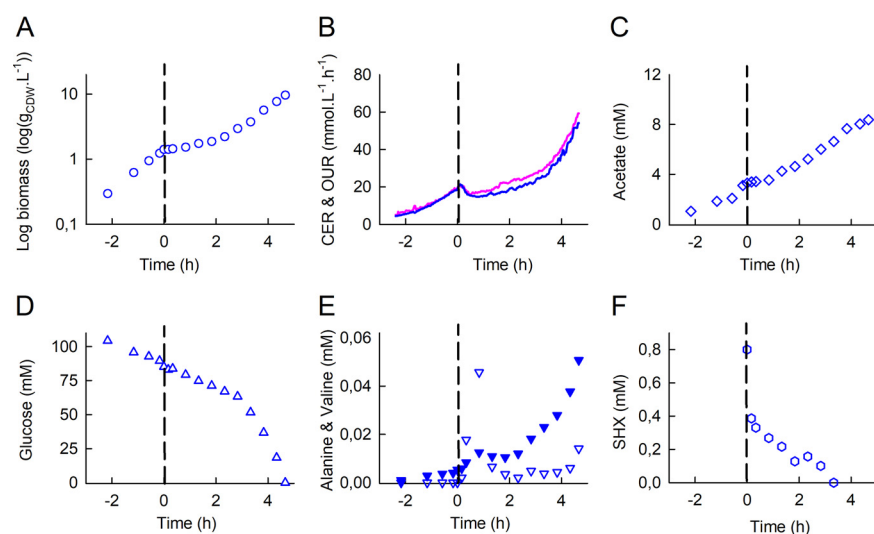 A
Log biomass (log(gCDW.L-1))
10
1
0,1
-2
0
2
4
Time (h)
B
CER & OUR (mmol.L-1.h-1)
80
60
40
20
0
-2
0
2
4
Time (h)
C
Acetate (mM)
12
8
4
0
-2
0
2
4
Time (h)
D
Glucose (mM)
100
75
50
25
00
-2
0
2
4
Time (h)
E
Alanine & Valine (mM)
0,06
0,04
0,02
0,00
-2
0
2
4
Time (h)
F
SHX (mM)
0,8
0,6
0,4
0,2
0,0
-2
0
2
4
Time (h)